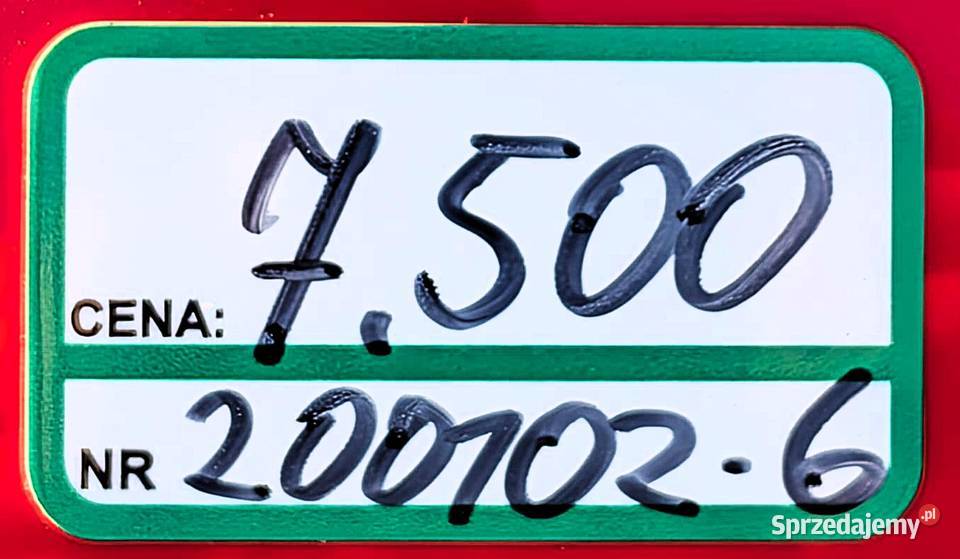 CENA: 7.500
NR 200102-6
Sprzedajemy.pl